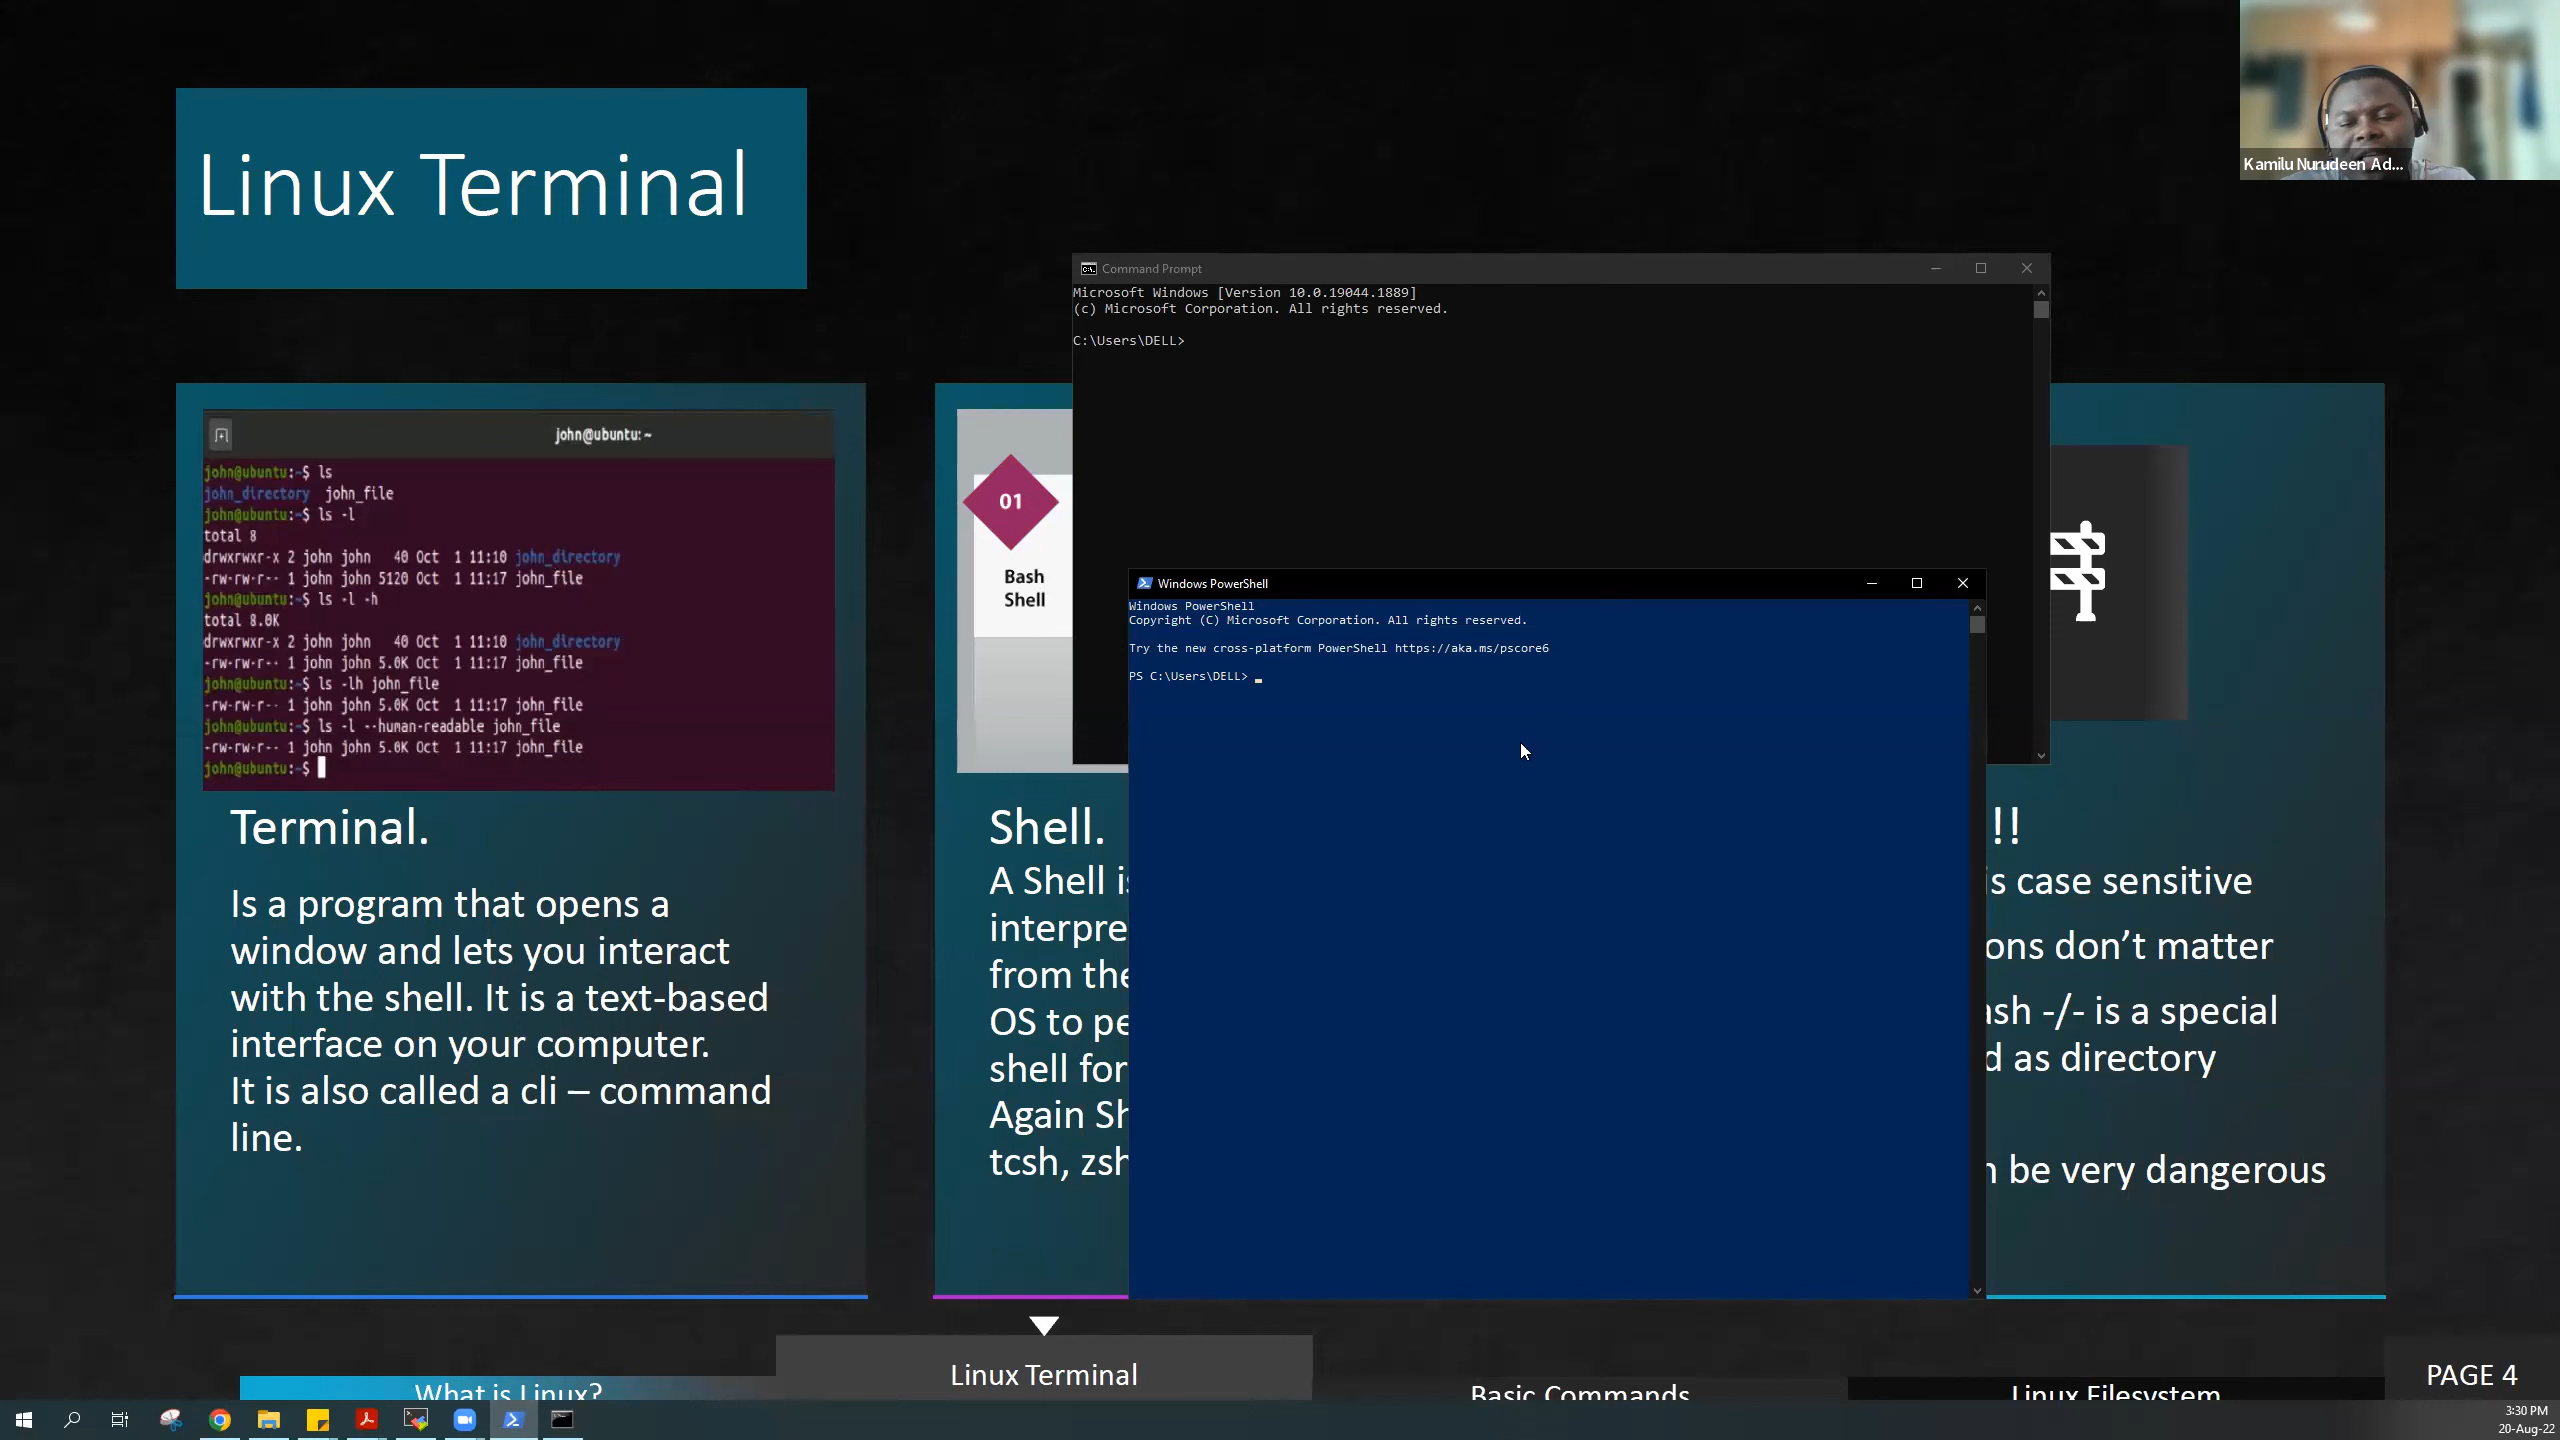 Linux Terminal
Kamilu Nurudeen Ad...
Command Prompt
Microsoft Windows [Version 10.0.19044.1889]
(c) Microsoft Corporation. All rights reserved.
C:\Users\DELL>
john@ubuntu: ~
john@ubuntu:~$ ls
john_directory john_file
john@ubuntu:~$ ls -l
total 8
drwxrwxr-x 2 john john 40 Oct 1 11:10 john_directory
-rw-rw-r-- 1 john john 5120 Oct 1 11:17 john_file
john@ubuntu:~$ ls -l -h
total 8.0K
drwxrwxr-x 2 john john 40 Oct 1 11:10 john_directory
-rw-rw-r-- 1 john john 5.0K Oct 1 11:17 john_file
john@ubuntu:~$ ls -lh john_file
-rw-rw-r-- 1 john john 5.0K Oct 1 11:17 john_file
john@ubuntu:~$ ls -l --human-readable john_file
-rw-rw-r-- 1 john john 5.0K Oct 1 11:17 john_file
john@ubuntu:~$
Terminal.
Is a program that opens a
window and lets you interact
with the shell. It is a text-based
interface on your computer.
It is also called a cli – command
line.
01
Bash
Shell
Shell.
A Shell
interpre
from the
OS to pe
shell for
Again Sh
tcsh, zsh
Windows PowerShell
Windows PowerShell
Copyright (C) Microsoft Corporation. All rights reserved.
Try the new cross-platform PowerShell https://aka.ms/pscore6
PS C:\Users\DELL>
!!
is case sensitive
ons don't matter
ash -/- is a special
d as directory
be very dangerous
What is Linux?
Linux Terminal
Basic Commands
Linux Filesystem
PAGE 4
3:30 PM
20-Aug-22